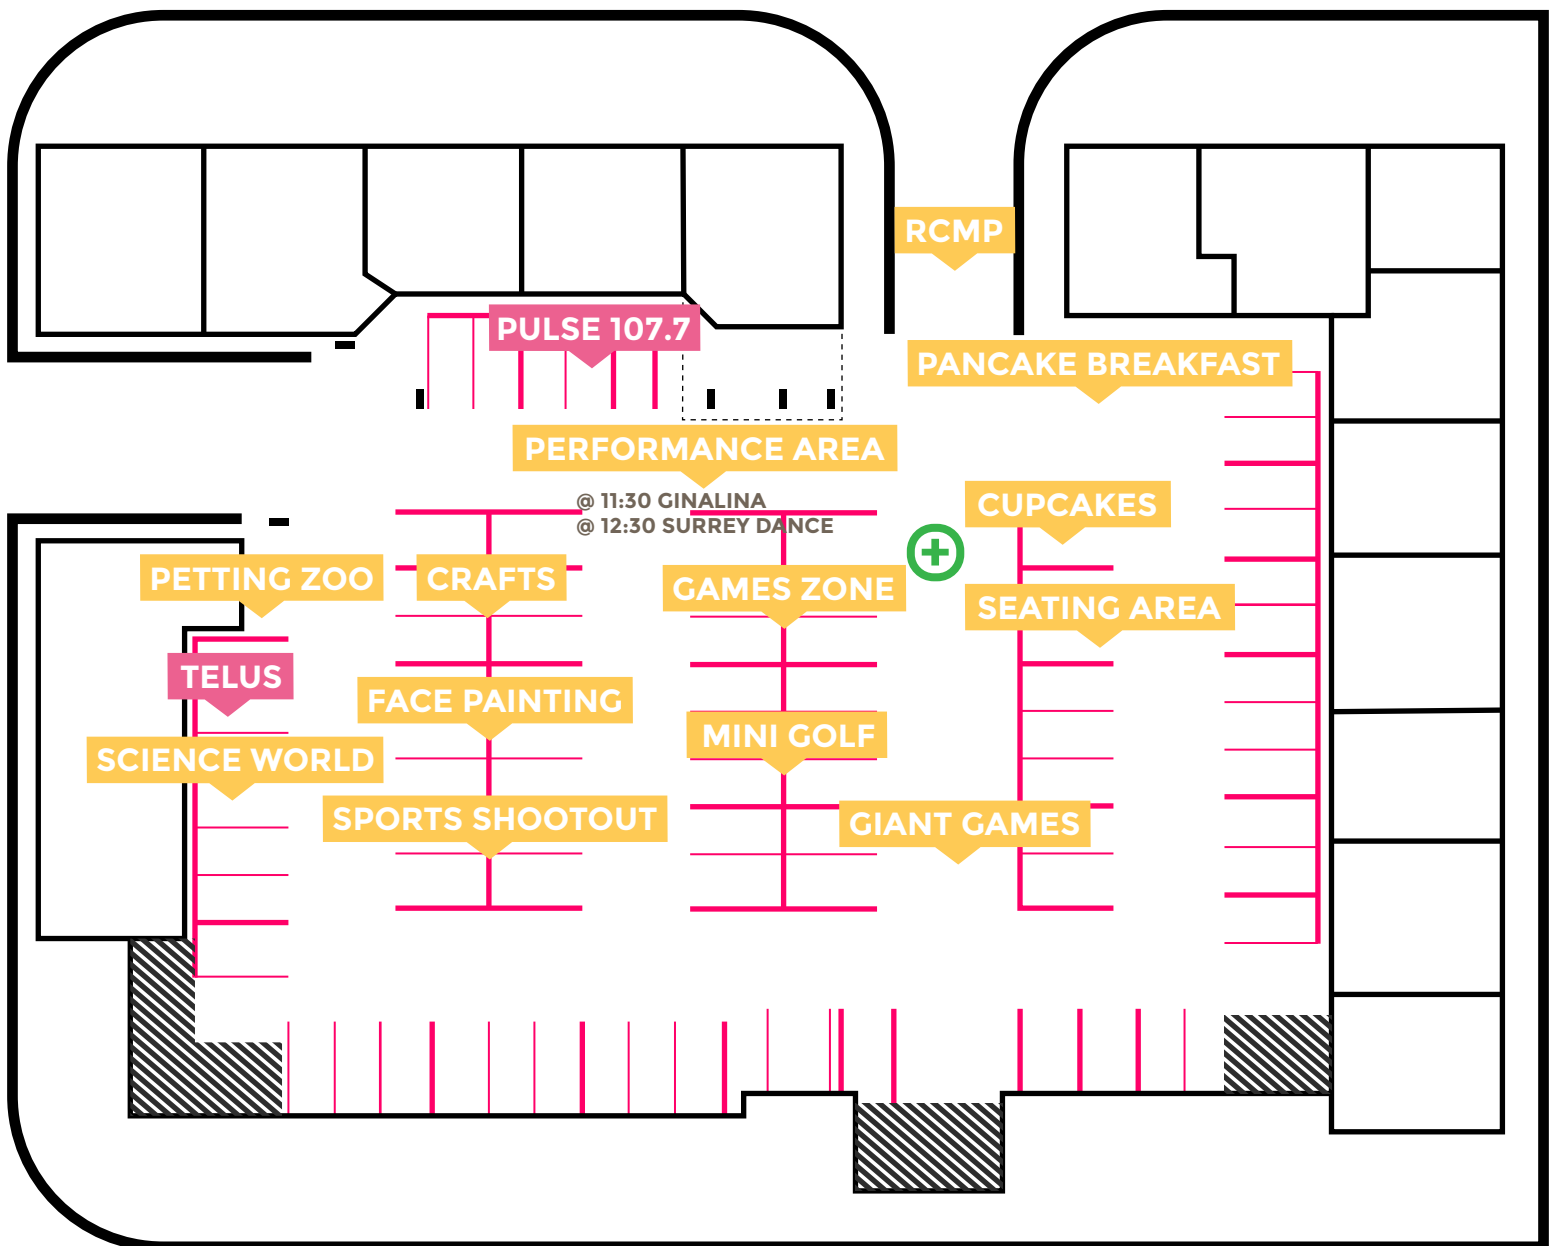 RCMP
PULSE 107.7
PANCAKE BREAKFAST
PERFORMANCE AREA
@ 11:30 GINALINA
@ 12:30 SURREY DANCE
CUPCAKES
PETTING ZOO
CRAFTS
GAMES ZONE
SEATING AREA
TELUS
FACE PAINTING
MINI GOLF
SCIENCE WORLD
SPORTS SHOOTOUT
GIANT GAMES